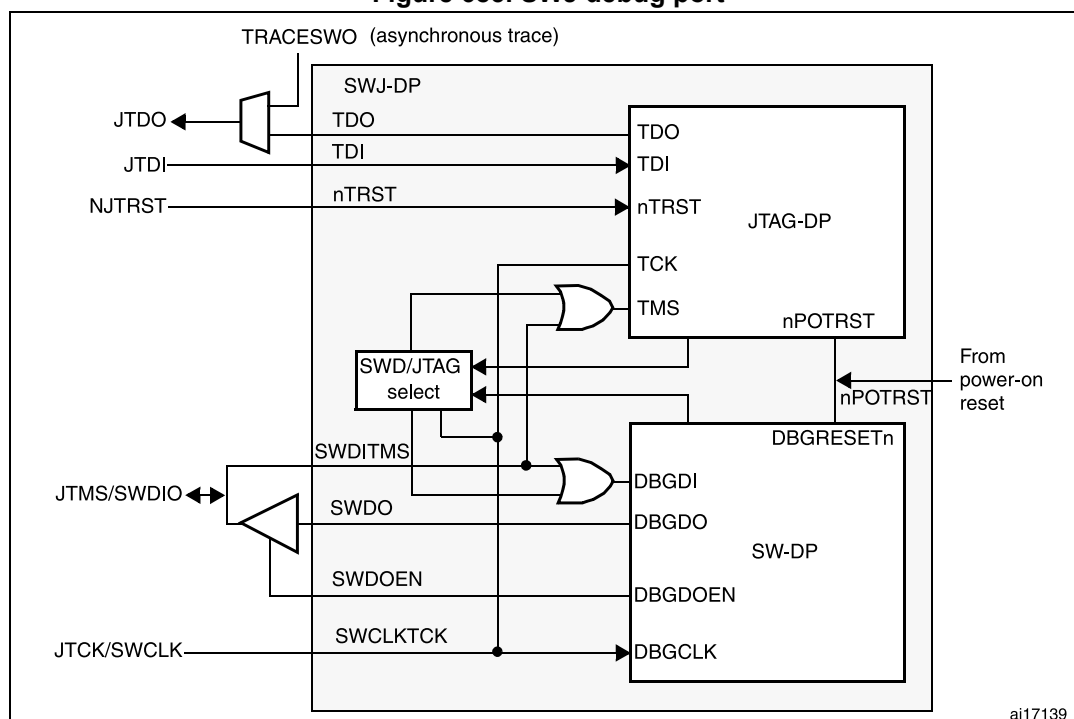 TRACESWO (asynchronous trace)
SWJ-DP
JTDO
TDO
TDO
JTDI
TDI
TDI
NJTRST
nTRST
nTRST
JTAG-DP
TCK
TMS
nPOTRST
SWD/JTAG
select
From
power-on
reset
nPOTRST
DBGRESETn
SWDITMS
JTMS/SWDIO
DBGDI
SWDO
DBGDO
SW-DP
SWDOEN
DBGDOEN
JTCK/SWCLK
SWCLKTCK
DBGCLK
ai17139